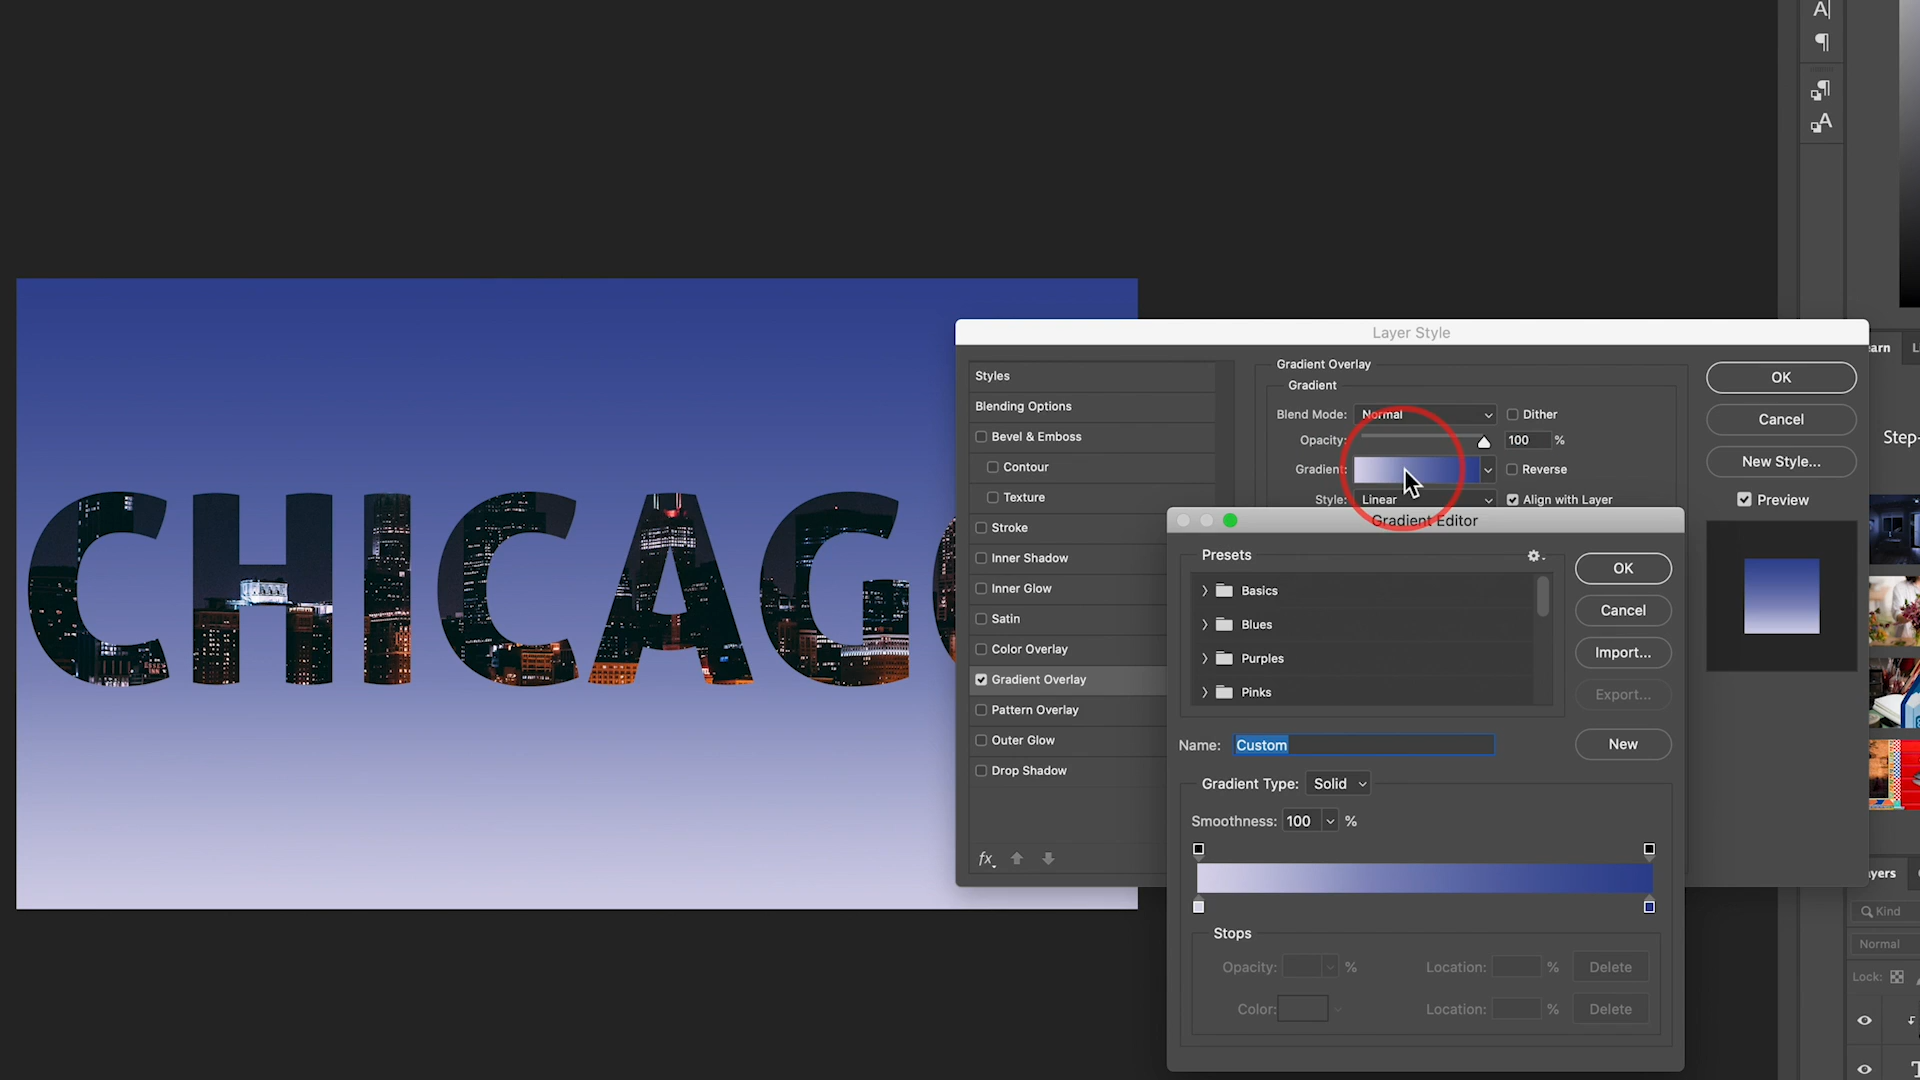 A|
¶
¶
A
CHICAGO
Layer Style
earn
Styles
Blending Options
Bevel & Emboss
Contour
Texture
Stroke
Inner Shadow
Inner Glow
Satin
Color Overlay
Gradient Overlay
Pattern Overlay
Outer Glow
Drop Shadow
fx
Gradient Overlay
Gradient
Blend Mode: Normal Dither
Opacity: 100 %
Gradient: Reverse
Style: Linear Align with Layer
OK
Cancel
New Style...
Preview
Step-
Gradient Editor
Presets
Basics
Blues
Purples
Pinks
OK
Cancel
Import...
Export...
Name: Custom
New
Gradient Type: Solid
Smoothness: 100 %
Stops
Opacity: % Location: % Delete
Color: Location: % Delete
yers
Kind
Normal
Lock: